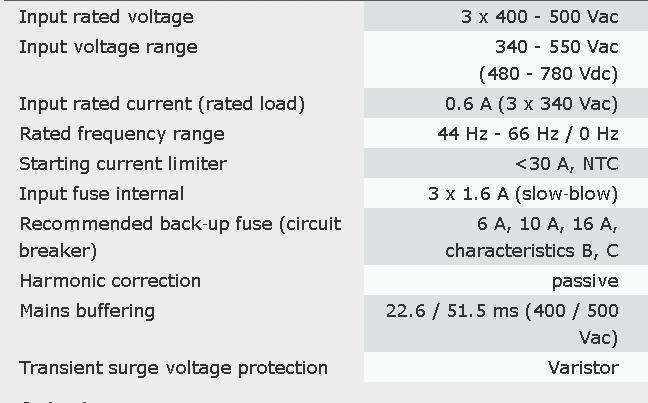 Input rated voltage 3 x 400 - 500 Vac
Input voltage range 340 - 550 Vac
(480 - 780 Vdc)
Input rated current (rated load) 0.6 A (3 x 340 Vac)
Rated frequency range 44 Hz - 66 Hz / 0 Hz
Starting current limiter <30 A, NTC
Input fuse internal 3 x 1.6 A (slow-blow)
Recommended back-up fuse (circuit 6 A, 10 A, 16 A,
breaker) characteristics B, C
Harmonic correction passive
Mains buffering 22.6 / 51.5 ms (400 / 500
Vac)
Transient surge voltage protection Varistor